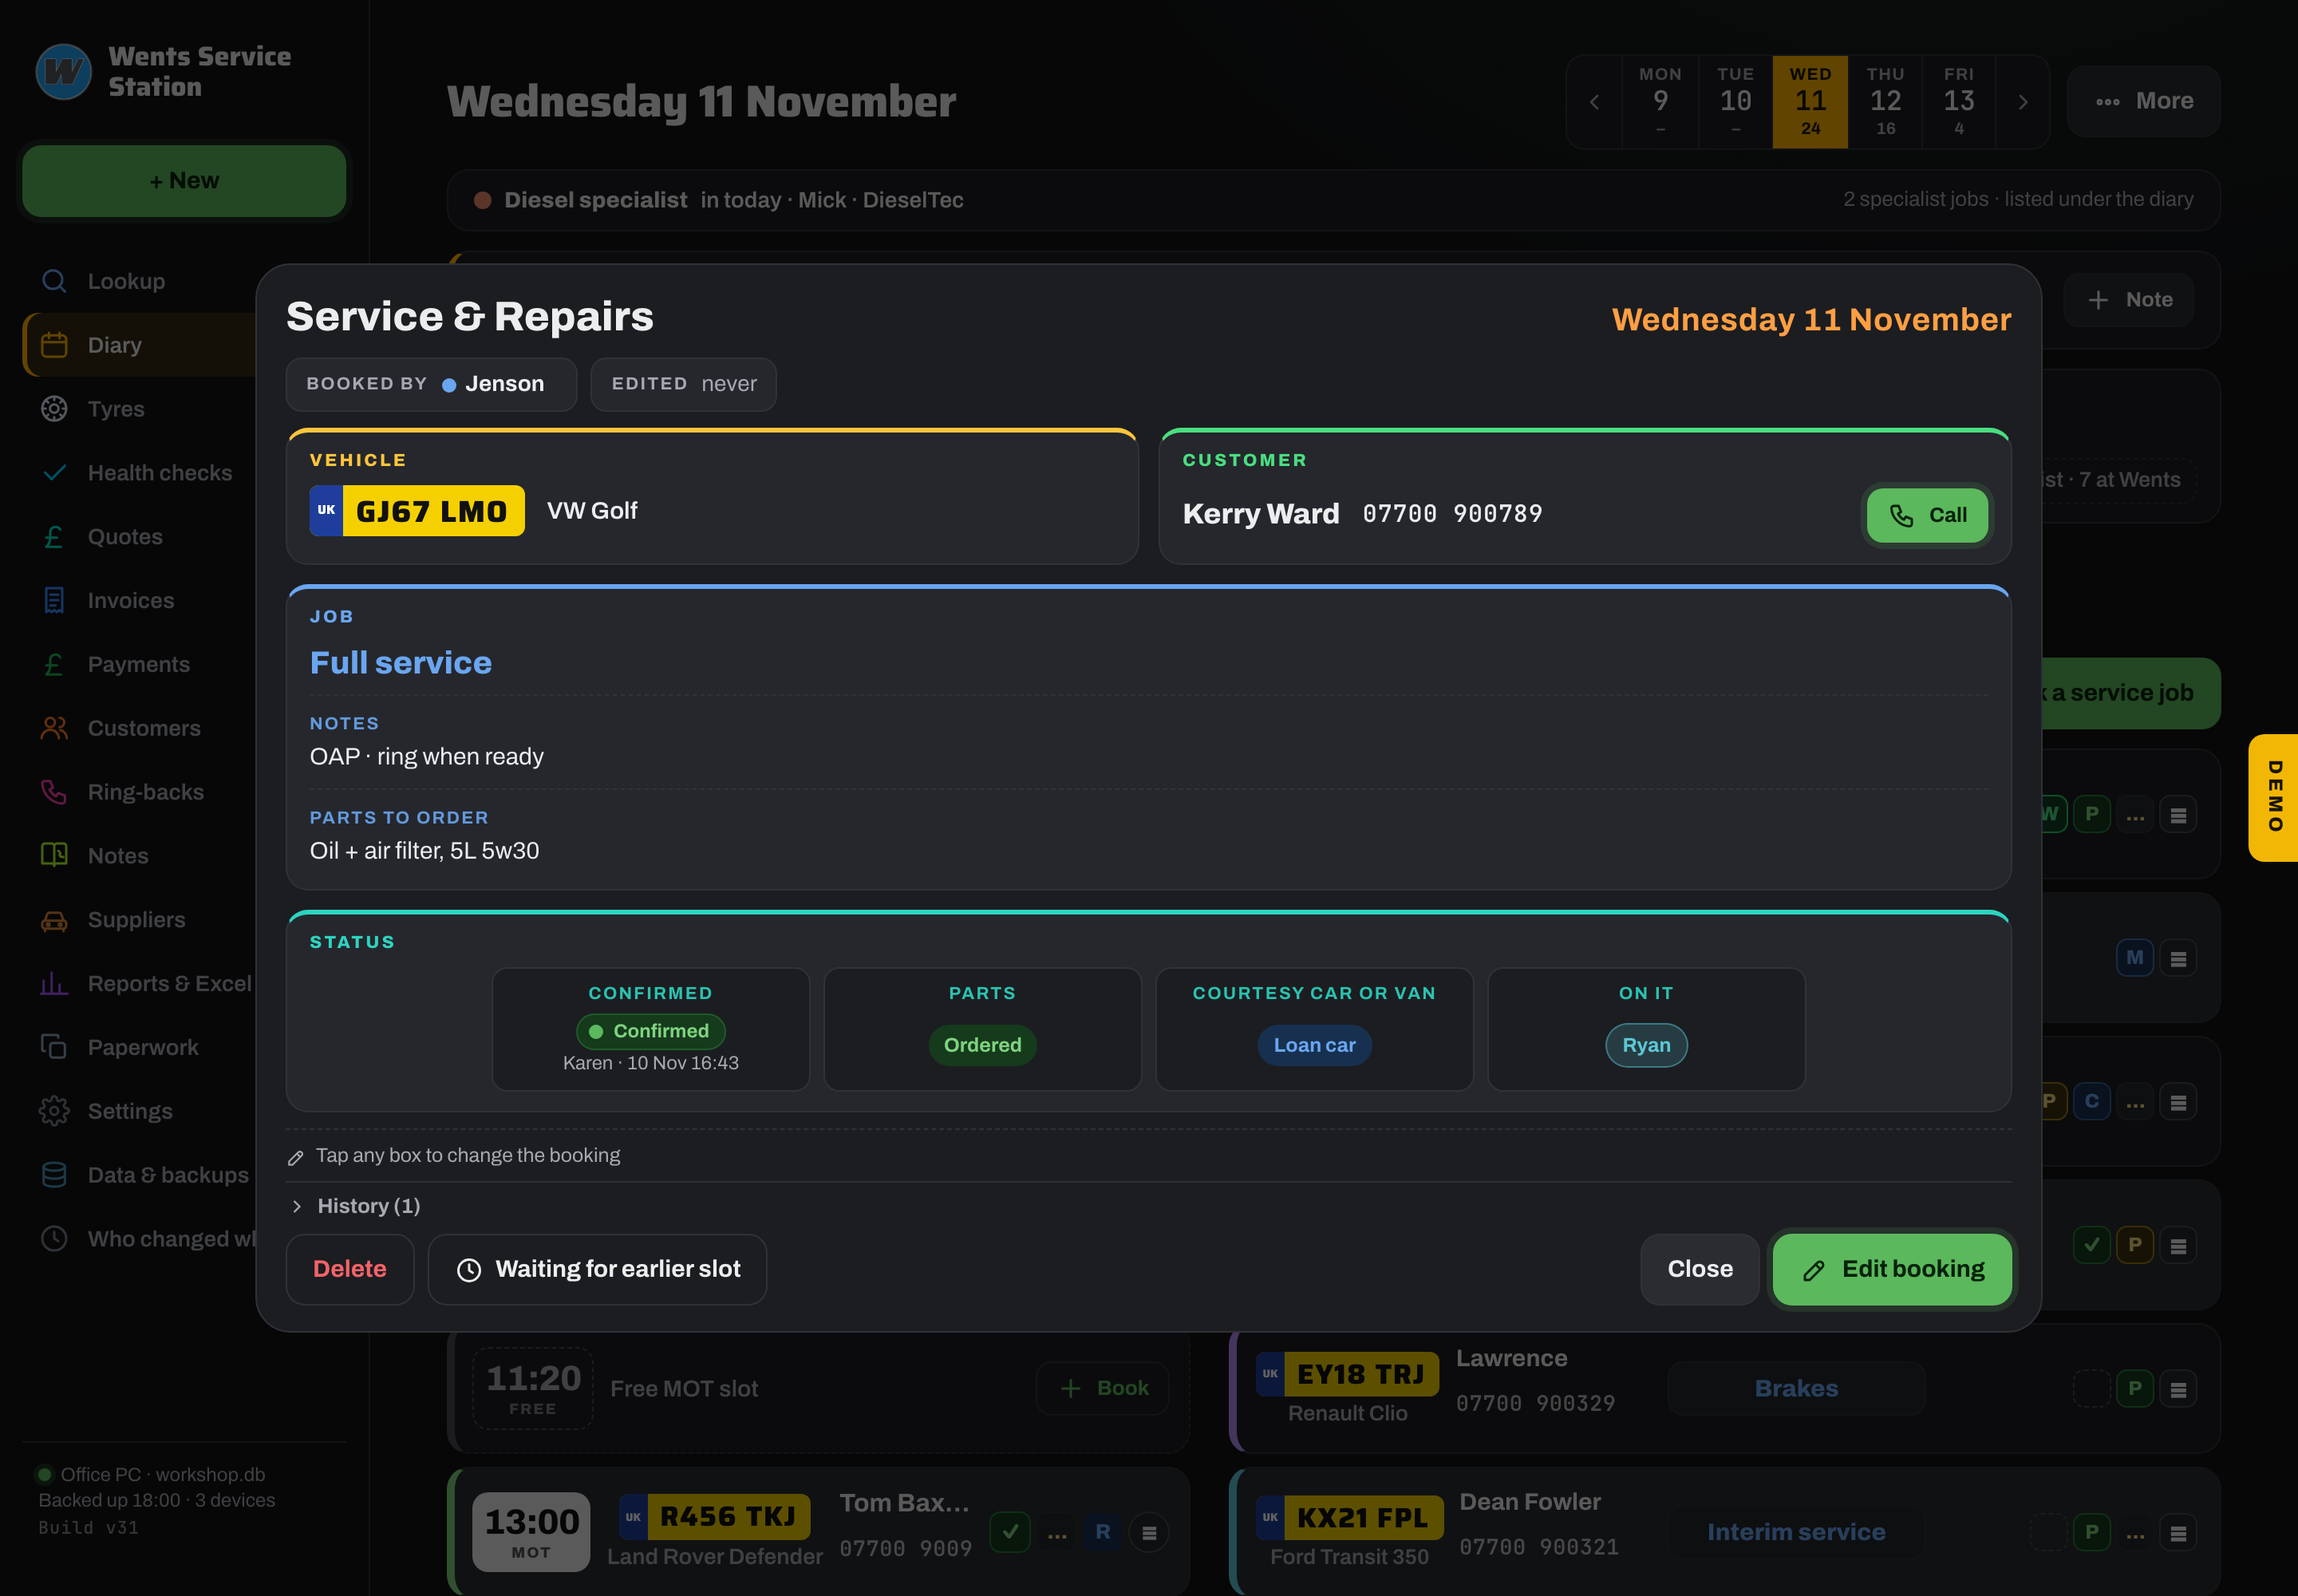 Wents Service
Station
+ New
Lookup
Diary
Tyres
Health checks
Quotes
Invoices
Payments
Customers
Ring-backs
Notes
Suppliers
Reports & Excel
Paperwork
Settings
Data & backups
Who changed
Office PC · workshop.db
Backed up 18:00 · 3 devices
Build v31
Wednesday 11 November
MON
9
–
TUE
10
–
WED
11
24
THU
12
16
FRI
13
4
More
Diesel specialist in today · Mick · DieselTec
2 specialist jobs · listed under the diary
Note
· 7 at Wents
a service job
W P ...
M
P C ...
P
Service & Repairs
Wednesday 11 November
BOOKED BY Jenson
EDITED never
VEHICLE
UK GJ67 LMO VW Golf
CUSTOMER
Kerry Ward 07700 900789
Call
JOB
Full service
NOTES
OAP · ring when ready
PARTS TO ORDER
Oil + air filter, 5L 5w30
STATUS
CONFIRMED
Confirmed
Karen · 10 Nov 16:43
PARTS
Ordered
COURTESY CAR OR VAN
Loan car
ON IT
Ryan
Tap any box to change the booking
History (1)
Delete
Waiting for earlier slot
Close
Edit booking
11:20
FREE
Free MOT slot
Book
UK EY18 TRJ
Renault Clio
Lawrence
07700 900329
Brakes
P
13:00
MOT
UK R456 TKJ
Land Rover Defender
Tom Bax...
07700 9009
... R
UK KX21 FPL
Ford Transit 350
Dean Fowler
07700 900321
Interim service
P ...
DEMO